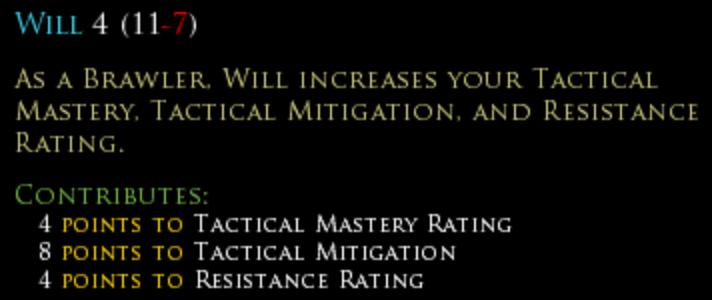 Will 4 (11-7)
As a Brawler, Will increases your Tactical
Mastery, Tactical Mitigation, and Resistance
Rating.
Contributes:
4 points to Tactical Mastery Rating
8 points to Tactical Mitigation
4 points to Resistance Rating